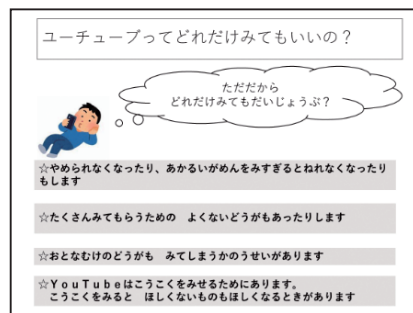 ユーチューブってどれだけみてもいいの？
ただだから
どれだけみてもだいじょうぶ？
☆やめられなくなったり、あかるいがめんをみすぎるとねれなくなったり
もします
☆たくさんみてもらうための　よくないどうがもあったりします
☆おとなむけのどうがも　みてしまうかのうせいがあります
☆ＹｏｕＴｕｂｅはこうこくをみせるためにあります。
こうこくをみると　ほしくないものもほしくなるときがあります